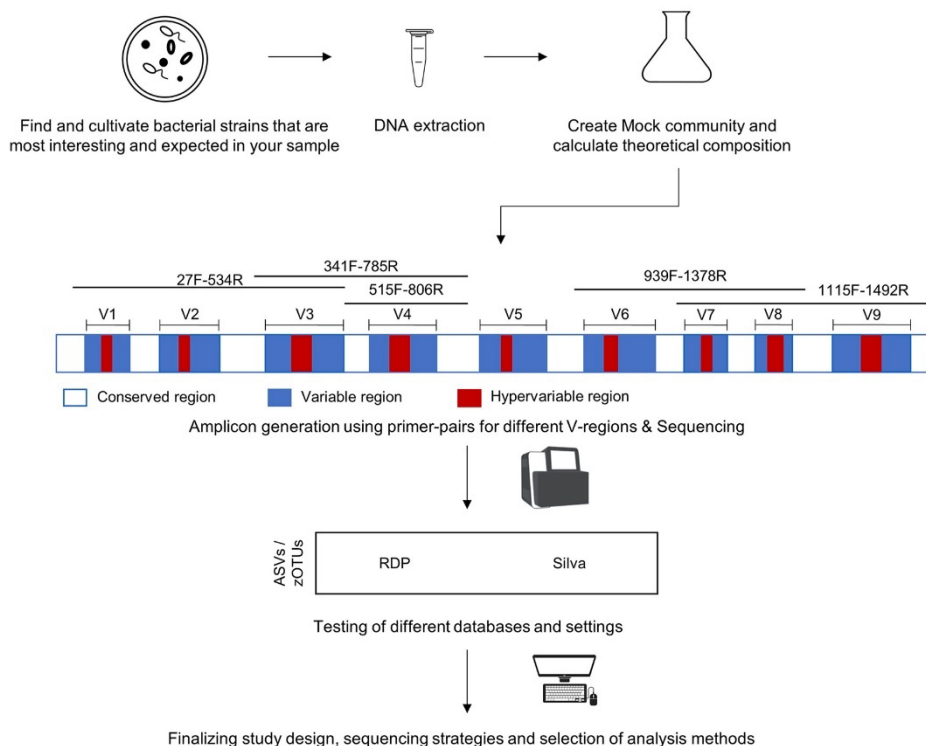 Find and cultivate bacterial strains that are
most interesting and expected in your sample
DNA extraction
Create Mock community and
calculate theoretical composition
341F-785R
27F-534R
939F-1378R
515F-806R
1115F-1492R
V1
V2
V3
V4
V5
V6
V7
V8
V9
Conserved region
Variable region
Hypervariable region
Amplicon generation using primer-pairs for different V-regions & Sequencing
ASVs /
zOTUs
RDP
Silva
Testing of different databases and settings
Finalizing study design, sequencing strategies and selection of analysis methods